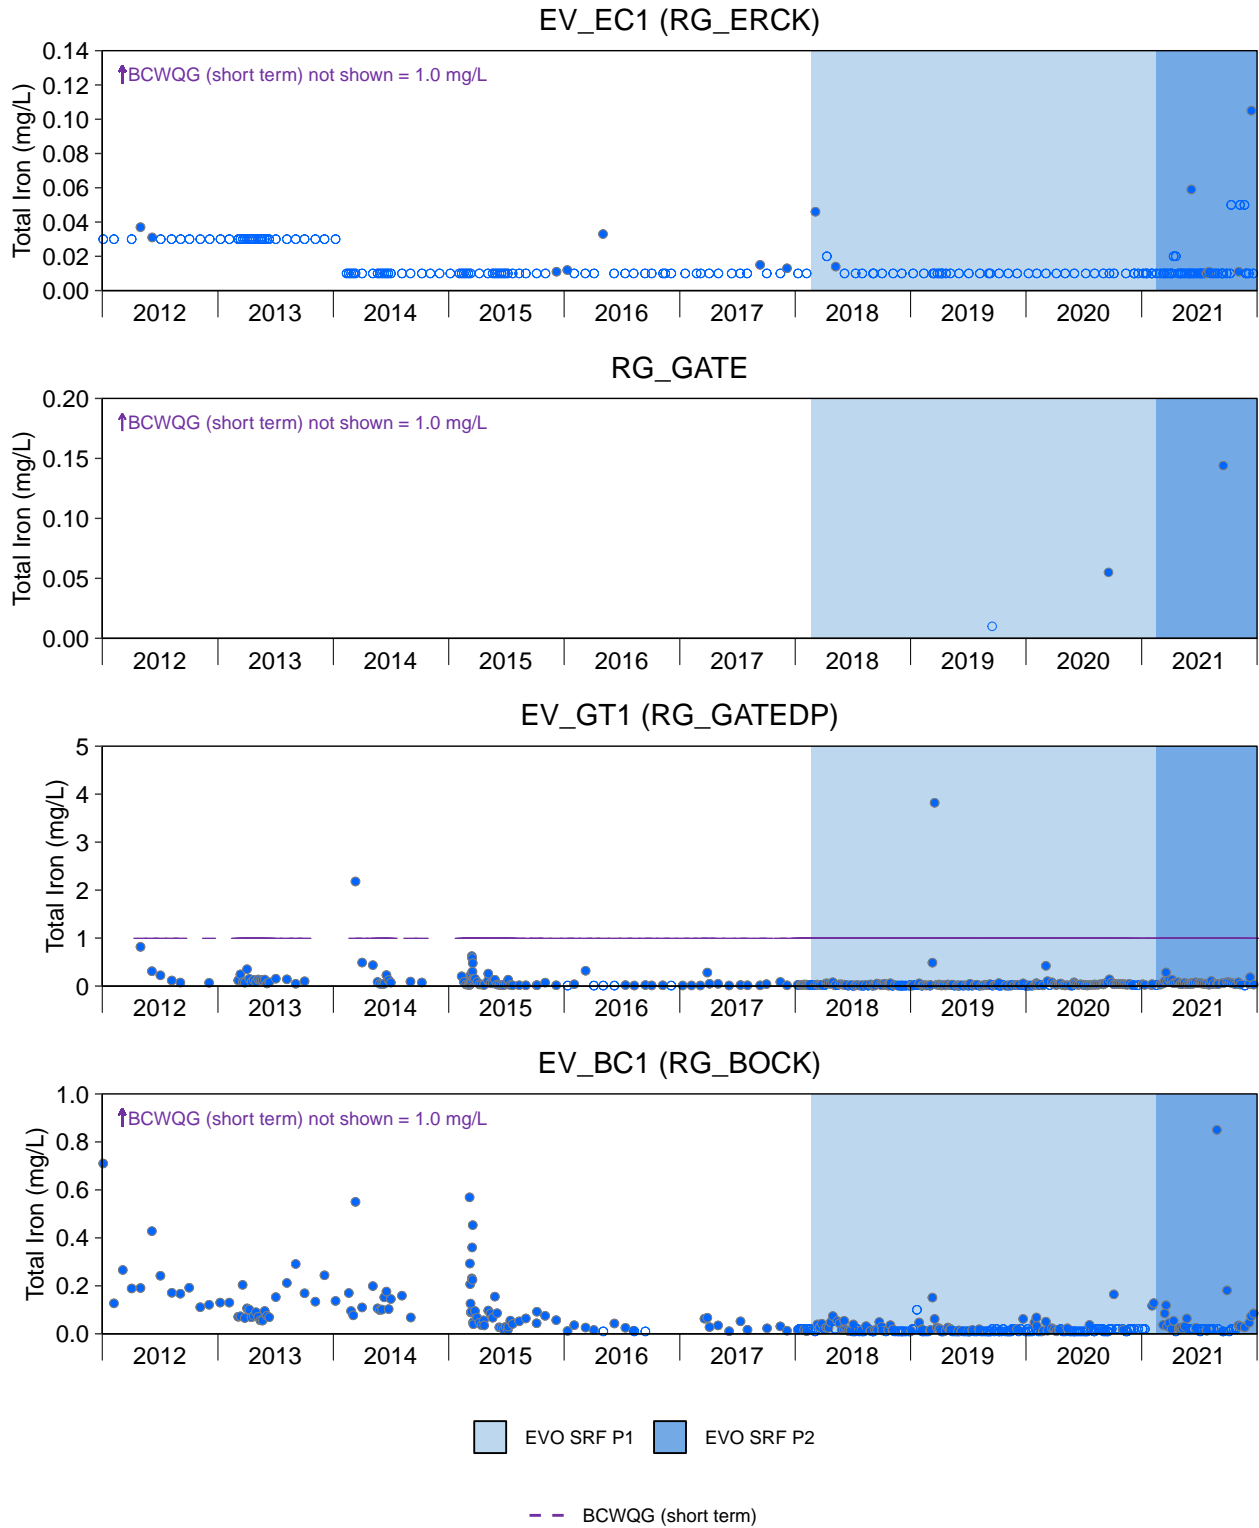 EV_EC1 (RG_ERCK)
Total Iron (mg/L)
0.14
0.12
0.10
0.08
0.06
0.04
0.02
0.00
BCWQG (short term) not shown = 1.0 mg/L
2012 2013 2014 2015 2016 2017 2018 2019 2020 2021
RG_GATE
Total Iron (mg/L)
0.20
0.15
0.10
0.05
0.00
BCWQG (short term) not shown = 1.0 mg/L
2012 2013 2014 2015 2016 2017 2018 2019 2020 2021
EV_GT1 (RG_GATEDP)
Total Iron (mg/L)
5
4
3
2
1
0
2012 2013 2014 2015 2016 2017 2018 2019 2020 2021
EV_BC1 (RG_BOCK)
Total Iron (mg/L)
1.0
0.8
0.6
0.4
0.2
0.0
BCWQG (short term) not shown = 1.0 mg/L
2012 2013 2014 2015 2016 2017 2018 2019 2020 2021
EVO SRF P1 EVO SRF P2
BCWQG (short term)